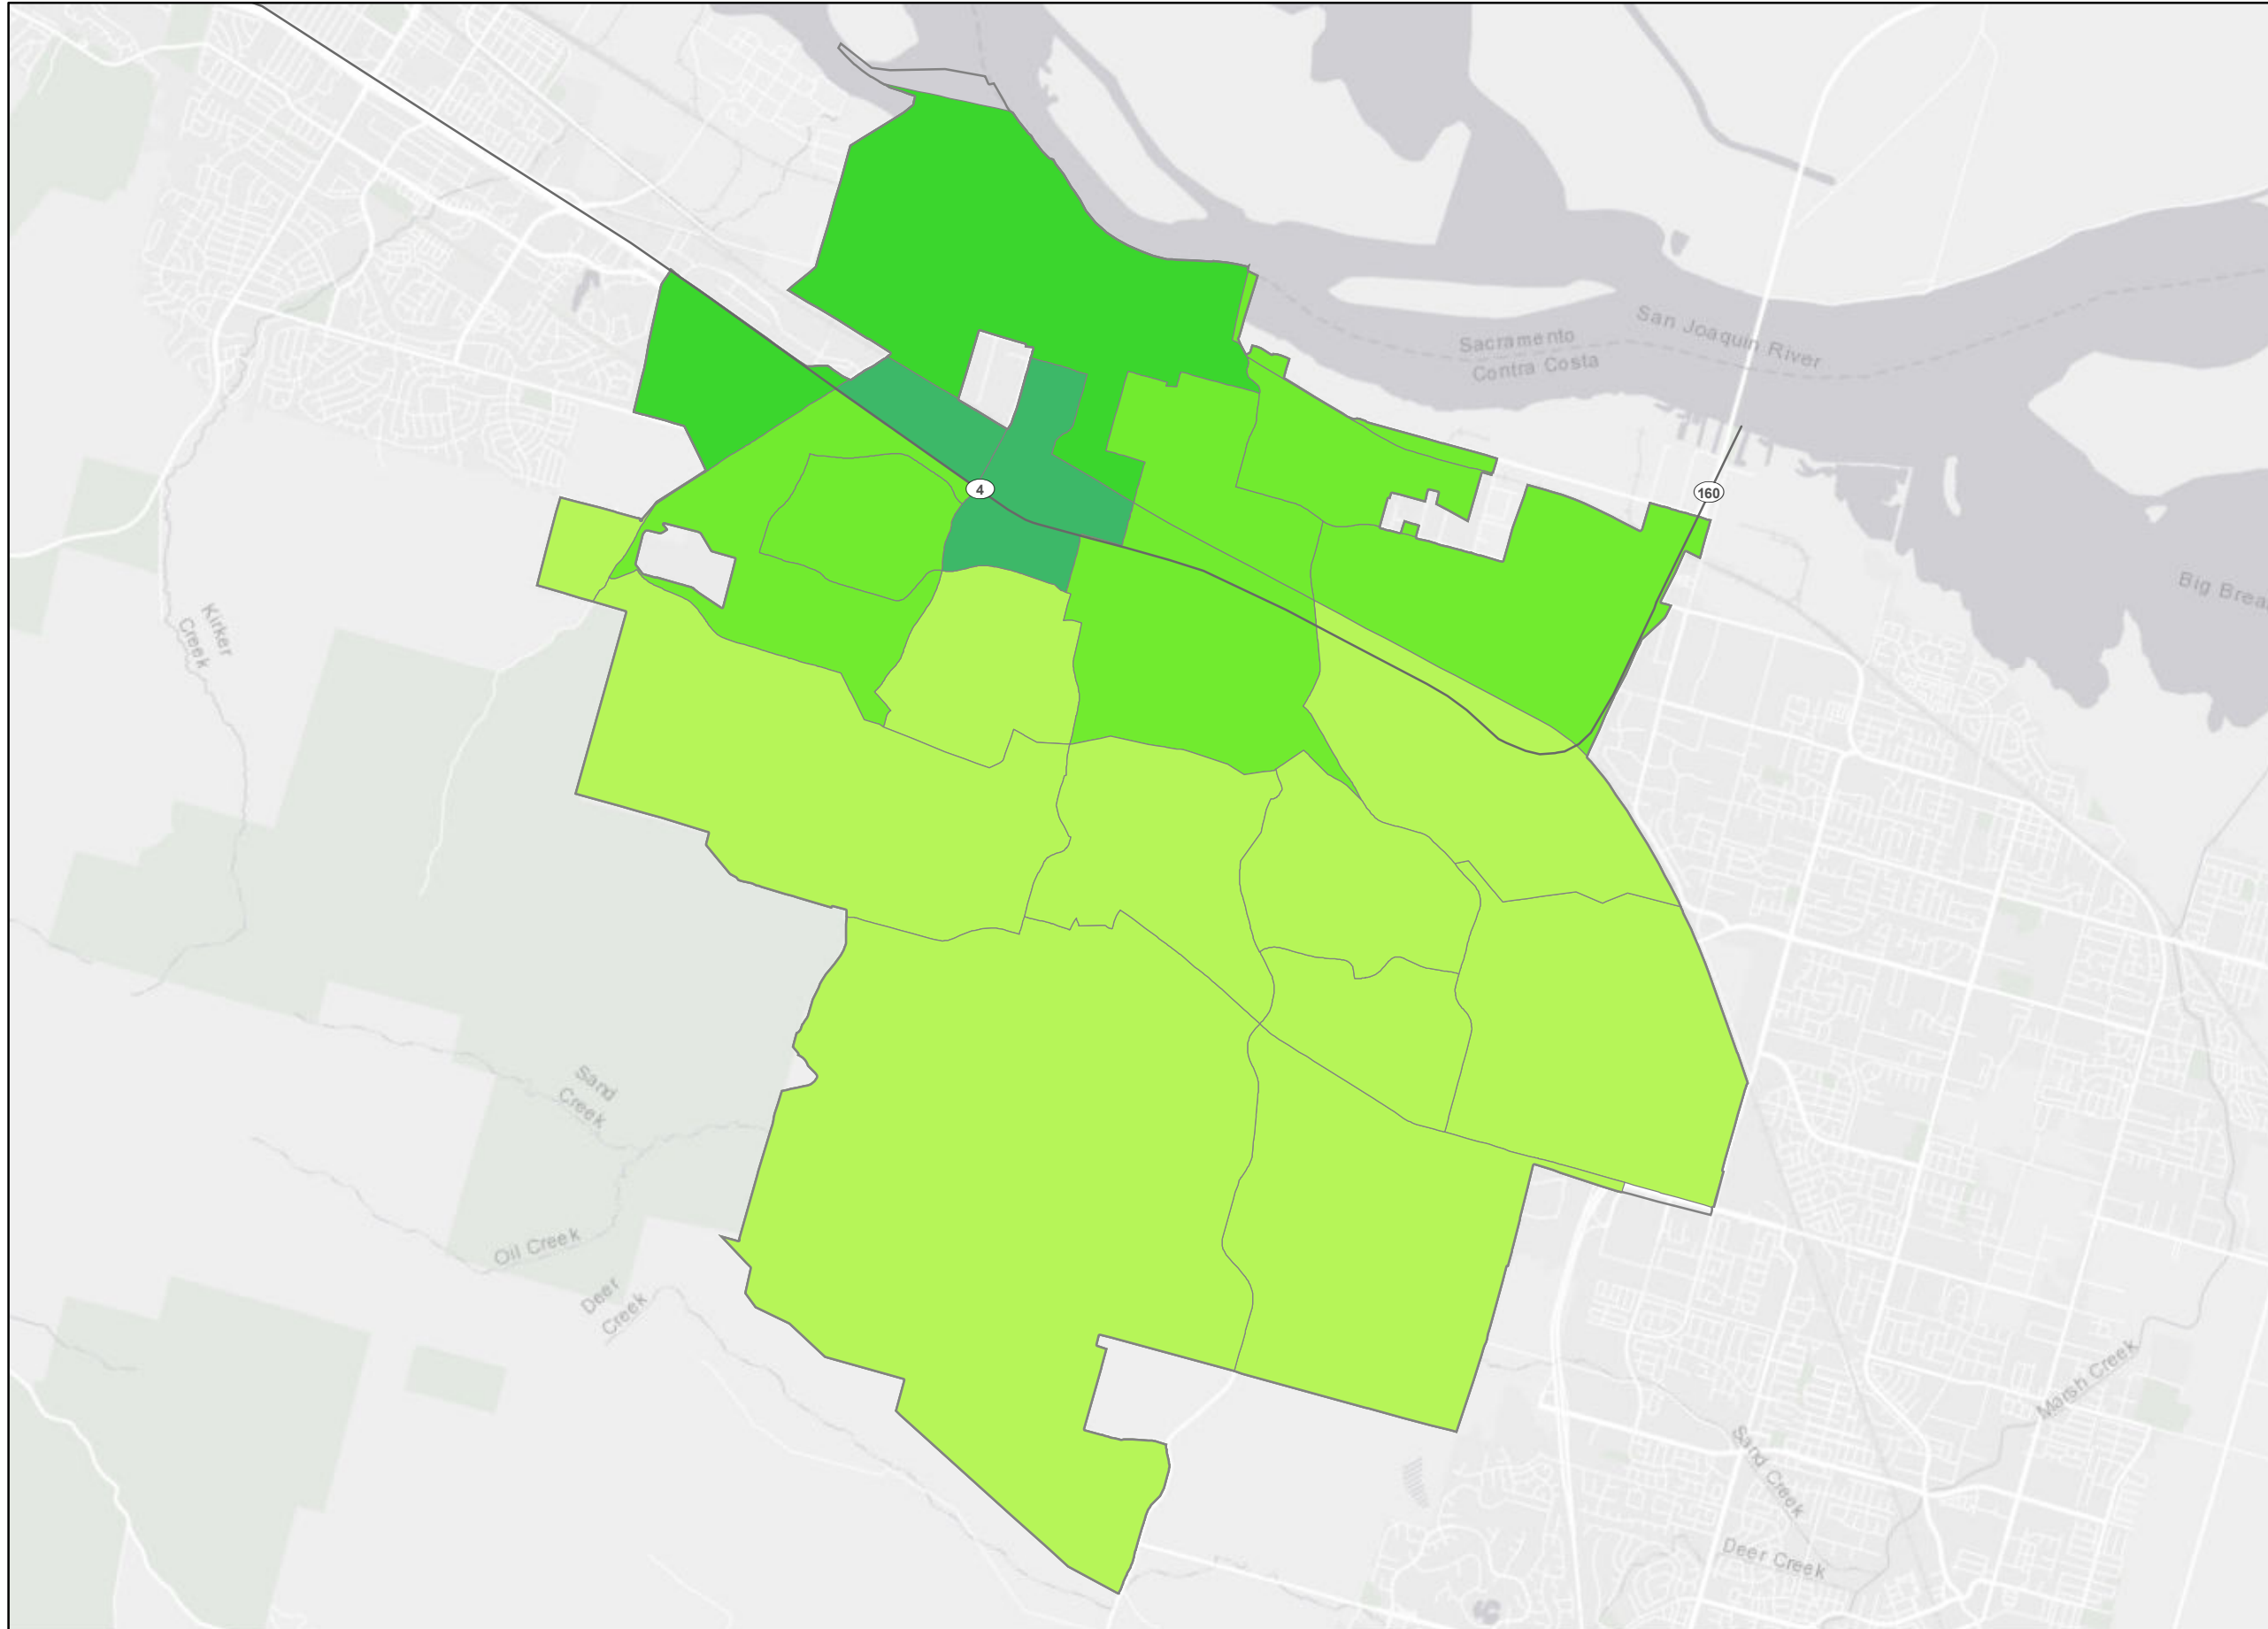 San Joaquin River
Sacramento
Contra Costa
4
160
Big Brea
Kirker
Creek
Sand
Creek
Oil Creek
Deer
Creek
Marsh Creek
Sand Creek
Deer Creek